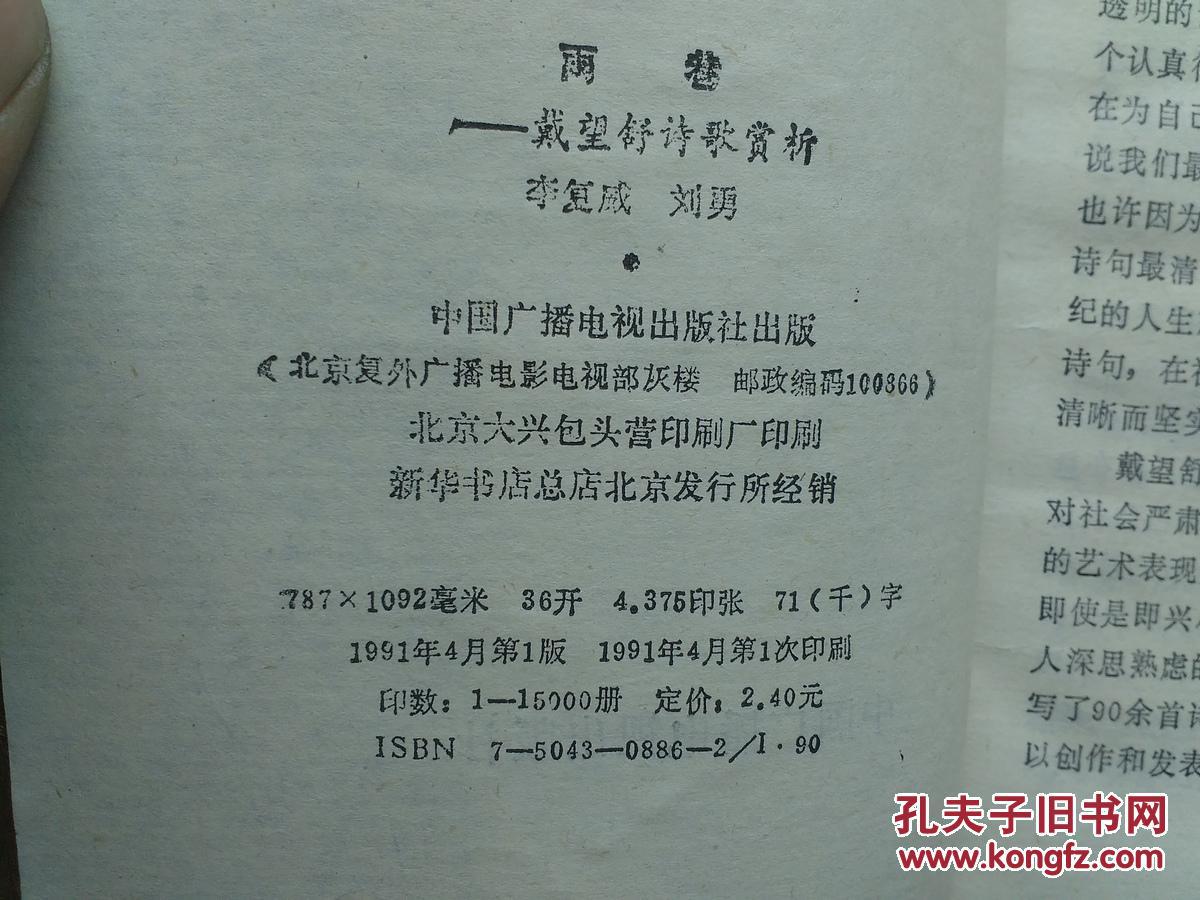 雨 巷
——戴望舒诗歌赏析
李复威 刘勇
中国广播电视出版社出版
《北京复外广播电影电视部灰楼 邮政编码100866》
北京大兴包头营印刷厂印刷
新华书店总店北京发行所经销
787×1092毫米 36开 4.375印张 71(千)字
1991年4月第1版 1991年4月第1次印刷
印数：1—15000册 定价：2.40元
ISBN 7—5043—0886—2/I·90
透明的
个认真
在为自己
说我们最
也许因为
诗句最清
纪的人生
诗句，在
清晰而坚实
戴望舒
对社会严肃
的艺术表现
即使是即兴
人深思熟虑的
写了90余首诗
以创作和发表
孔夫子旧书网
www.kongfz.com